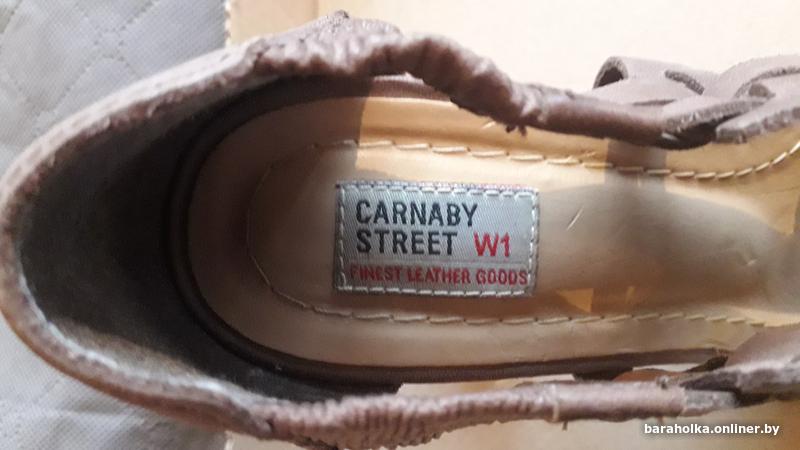 CARNABY
STREET W1
FINEST LEATHER GOODS
baraholka.onliner.by